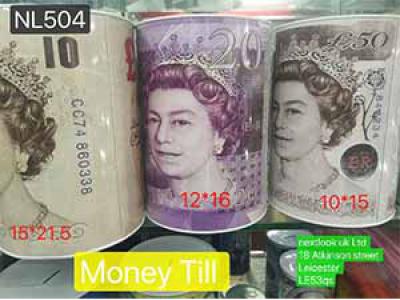 NL504
10
£
20
£50
CC74 860338
ER
15*21.5
12*16
10*15
nextlook uk Ltd
18 Atkinson street
Leicester
LE53qs
Money Till